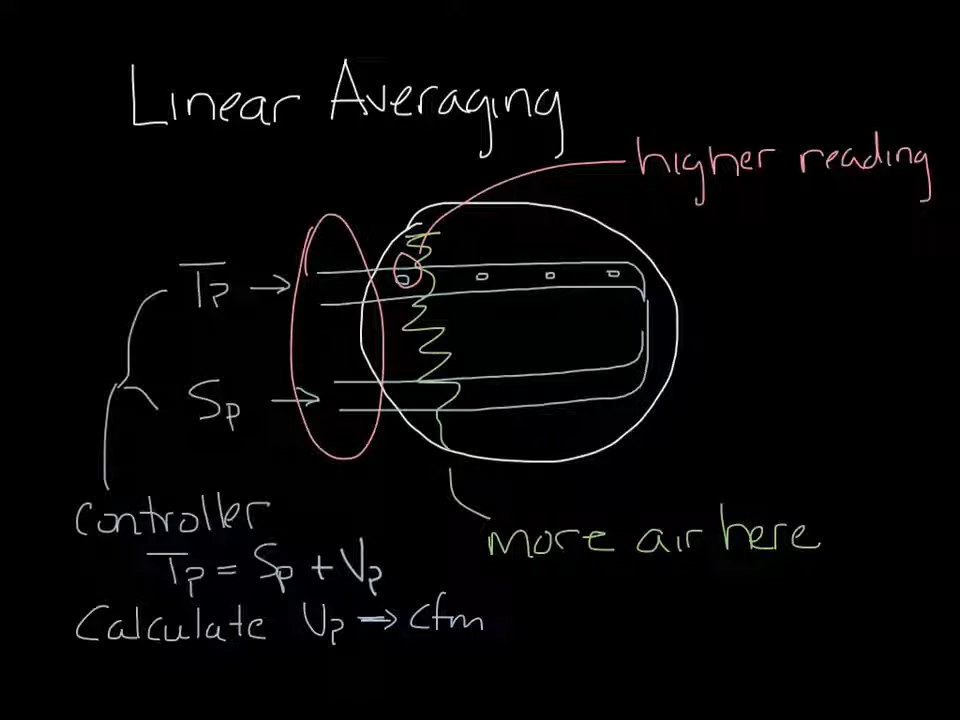 Linear Averaging
higher reading
Tp
Sp
more air here
controller
Tp = Sp + Vp
Calculate Vp → cfm